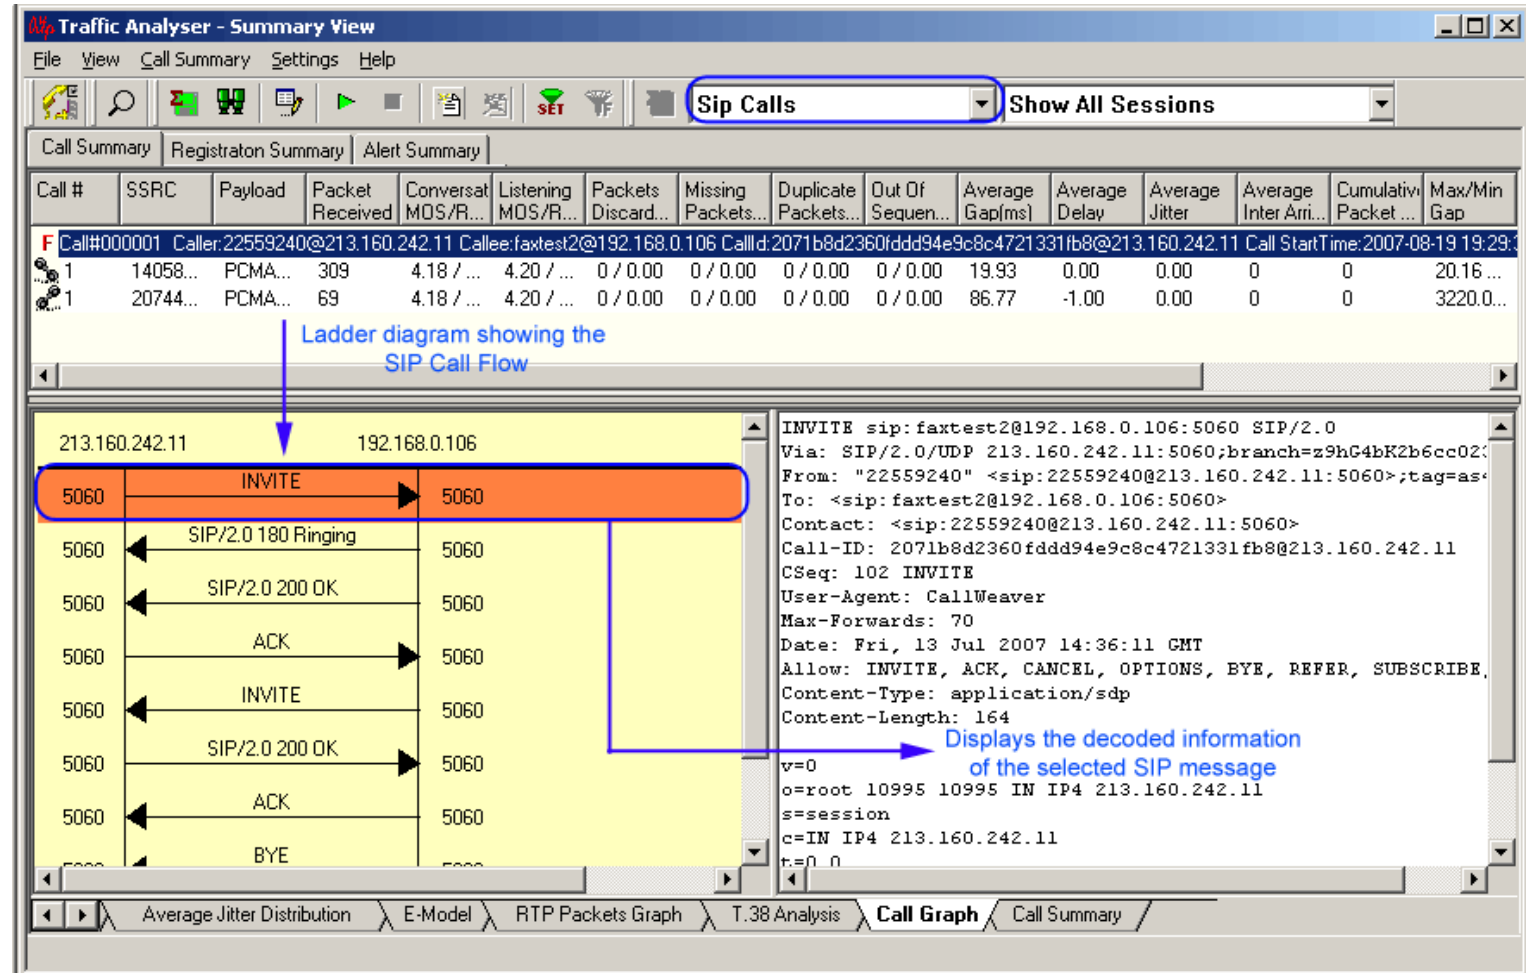 Traffic Analyser - Summary View
File View Call Summary Settings Help
SET Sip Calls Show All Sessions
Call Summary Registraton Summary Alert Summary
Call # SSRC Payload Packet Received Conversat MOS/R... Listening MOS/R... Packets Discard... Missing Packets... Duplicate Packets... Out Of Sequen... Average Gap(ms) Average Delay Average Jitter Average Inter Arri... Cumulativ Packet ... Max/Min Gap
F Call#000001 Caller:22559240@213.160.242.11 Callee:faxtest2@192.168.0.106 CallId:2071b8d2360fddd94e9c8c4721331fb8@213.160.242.11 Call StartTime:2007-08-19 19:29:
1 14058... PCMA... 309 4.18 / ... 4.20 / ... 0 / 0.00 0 / 0.00 0 / 0.00 0 / 0.00 19.93 0.00 0.00 0 0 20.16 ...
1 20744... PCMA... 69 4.18 / ... 4.20 / ... 0 / 0.00 0 / 0.00 0 / 0.00 0 / 0.00 86.77 -1.00 0.00 0 0 3220.0...
Ladder diagram showing the
SIP Call Flow
213.160.242.11 192.168.0.106
INVITE
5060 5060
SIP/2.0 180 Ringing
5060 5060
SIP/2.0 200 OK
5060 5060
ACK
5060 5060
INVITE
5060 5060
SIP/2.0 200 OK
5060 5060
ACK
5060 5060
BYE
INVITE sip:faxtest2@192.168.0.106:5060 SIP/2.0
Via: SIP/2.0/UDP 213.160.242.11:5060;branch=z9hG4bK2b6cc02
From: "22559240" <sip:22559240@213.160.242.11:5060>;tag=as
To: <sip:faxtest2@192.168.0.106:5060>
Contact: <sip:22559240@213.160.242.11:5060>
Call-ID: 2071b8d2360fddd94e9c8c4721331fb8@213.160.242.11
CSeq: 102 INVITE
User-Agent: CallWeaver
Max-Forwards: 70
Date: Fri, 13 Jul 2007 14:36:11 GMT
Allow: INVITE, ACK, CANCEL, OPTIONS, BYE, REFER, SUBSCRIBE,
Content-Type: application/sdp
Content-Length: 164
Displays the decoded information
of the selected SIP message
v=0
o=root 10995 10995 IN IP4 213.160.242.11
s=session
c=IN IP4 213.160.242.11
t=0 0
Average Jitter Distribution E-Model RTP Packets Graph T.38 Analysis Call Graph Call Summary